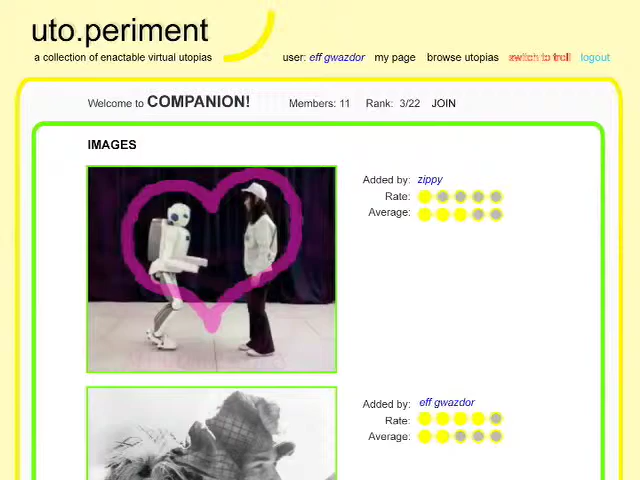 uto.periment
a collection of enactable virtual utopias
user: eff gwazdor my page browse utopias switch to troll logout
Welcome to COMPANION! Members: 11 Rank: 3/22 JOIN
IMAGES
Added by: zippy
Rate:
Average:
Added by: eff gwazdor
Rate:
Average: